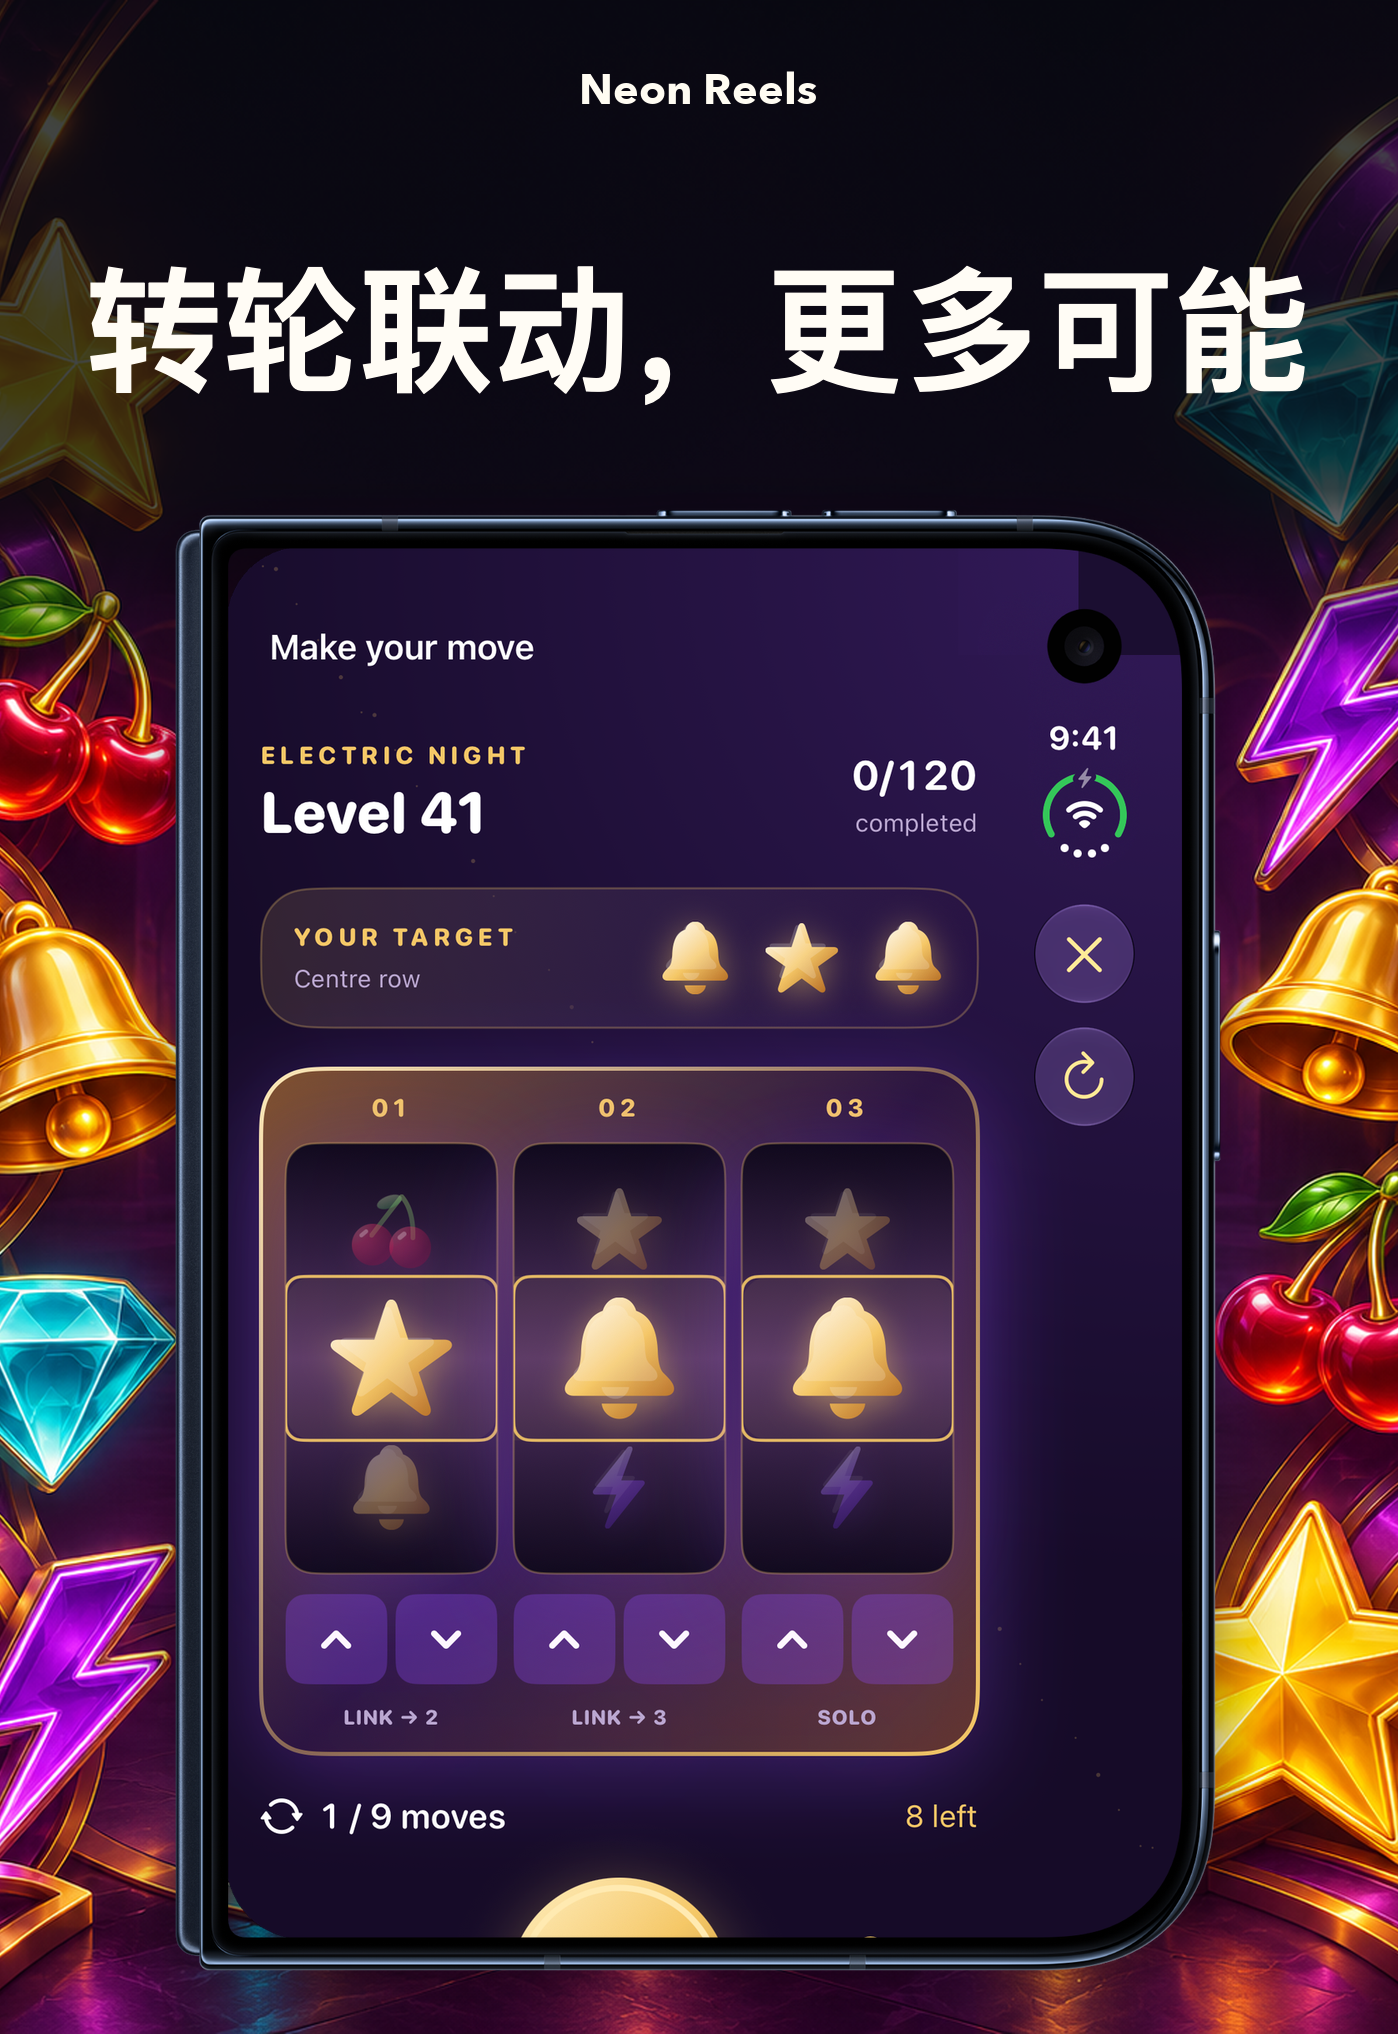 Neon Reels
转轮联动，更多可能
Make your move
9:41
ELECTRIC NIGHT
Level 41
0/120
completed
YOUR TARGET
Centre row
01 02 03
LINK → 2 LINK → 3 SOLO
1 / 9 moves
8 left